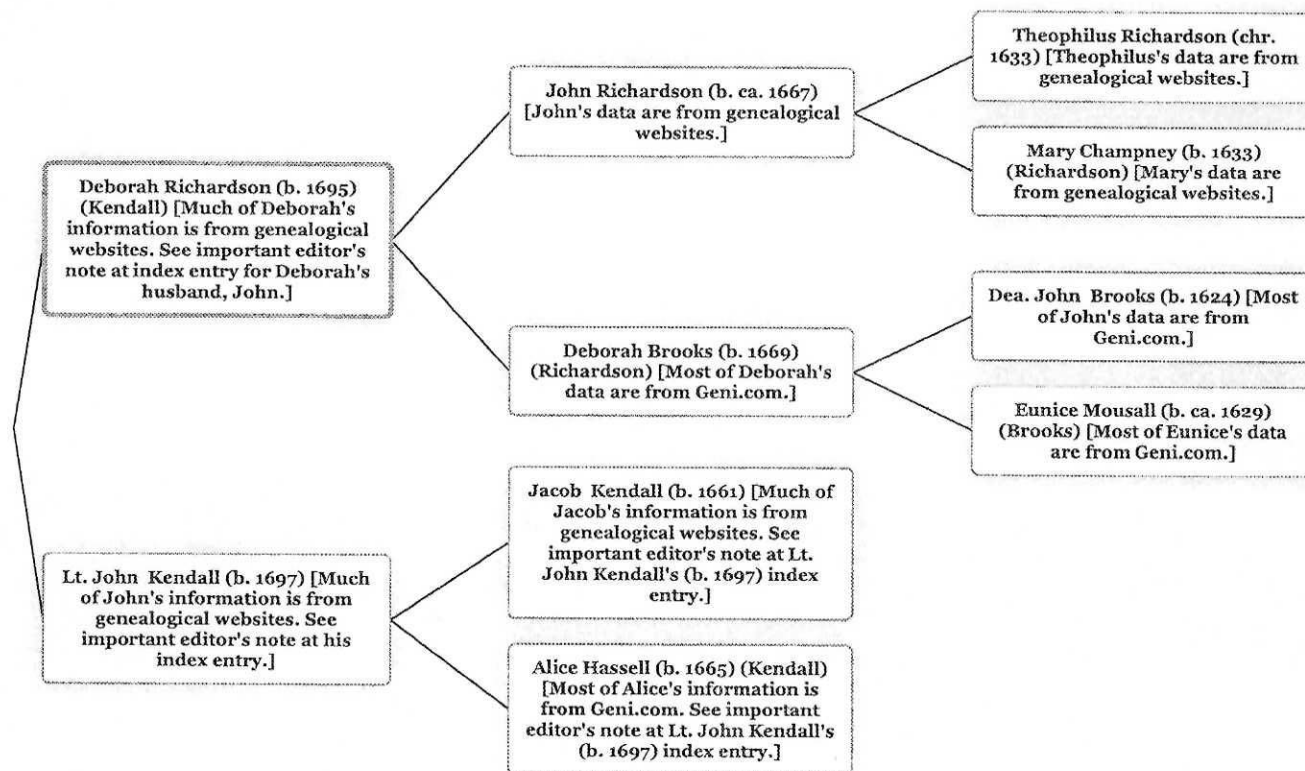 Theophilus Richardson (chr.
1633) [Theophilus's data are from
genealogical websites.]
John Richardson (b. ca. 1667)
[John's data are from genealogical
websites.]
Mary Champney (b. 1633)
(Richardson) [Mary's data are
from genealogical websites.]
Deborah Richardson (b. 1695)
(Kendall) [Much of Deborah's
information is from genealogical
websites. See important editor's
note at index entry for Deborah's
husband, John.]
Dea. John Brooks (b. 1624) [Most
of John's data are from
Geni.com.]
Deborah Brooks (b. 1669)
(Richardson) [Most of Deborah's
data are from Geni.com.]
Eunice Mousall (b. ca. 1629)
(Brooks) [Most of Eunice's data
are from Geni.com.]
Jacob Kendall (b. 1661) [Much of
Jacob's information is from
genealogical websites. See
important editor's note at Lt.
John Kendall's (b. 1697) index
entry.]
Lt. John Kendall (b. 1697) [Much
of John's information is from
genealogical websites. See
important editor's note at his
index entry.]
Alice Hassell (b. 1665) (Kendall)
[Most of Alice's information is
from Geni.com. See important
editor's note at Lt. John Kendall's
(b. 1697) index entry.]